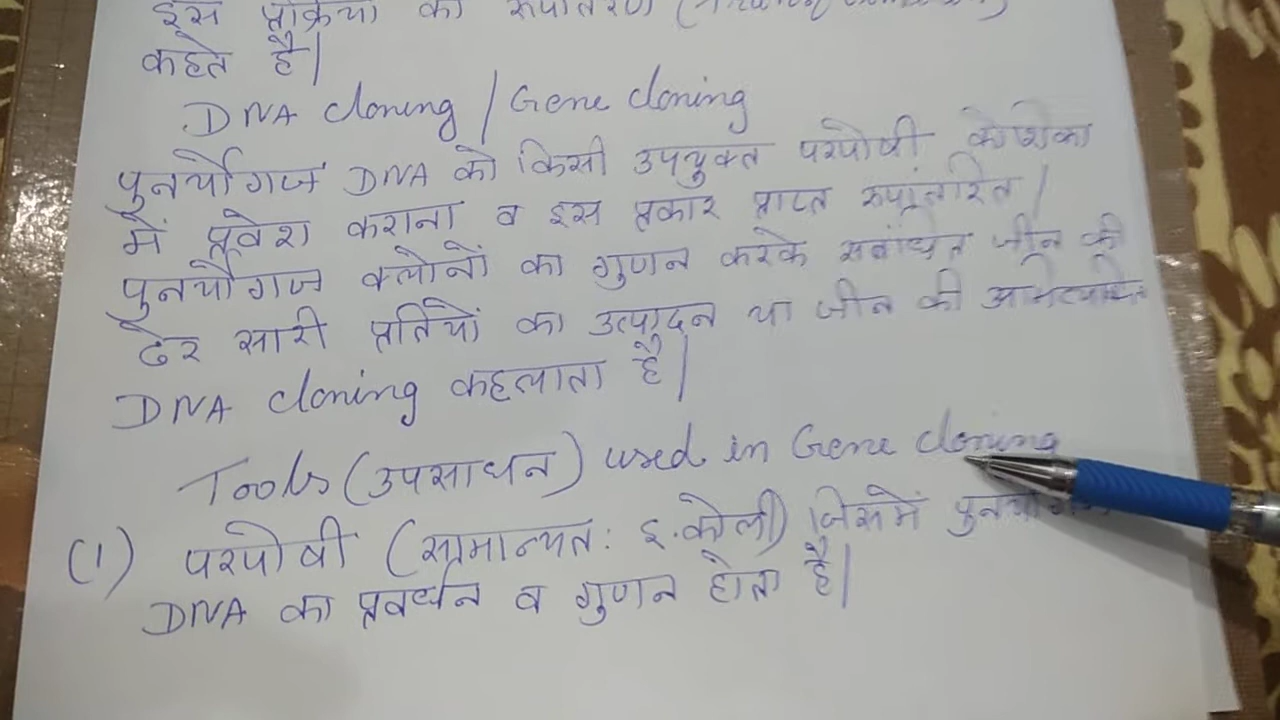 इस प्रक्रिया को रूपांतरण
कहते है|
DNA cloning / Gene cloning
पुनर्योगज DNA को किसी उपयुक्त परपोषी कोशिका
में प्रवेश कराना व इस प्रकार प्राप्त रूपांतरित /
पुनर्योगज क्लोनों का गुणन करके संबंधित जीन की
ढेर सारी प्रतियों का उत्पादन या जीन की
DNA cloning कहलाता है|
Tools (उपसाधन) used in Gene cloning
(1) परपोषी (सामान्यत: ई.कोली) जिसमें
DNA का प्रवर्धन व गुणन होता है|